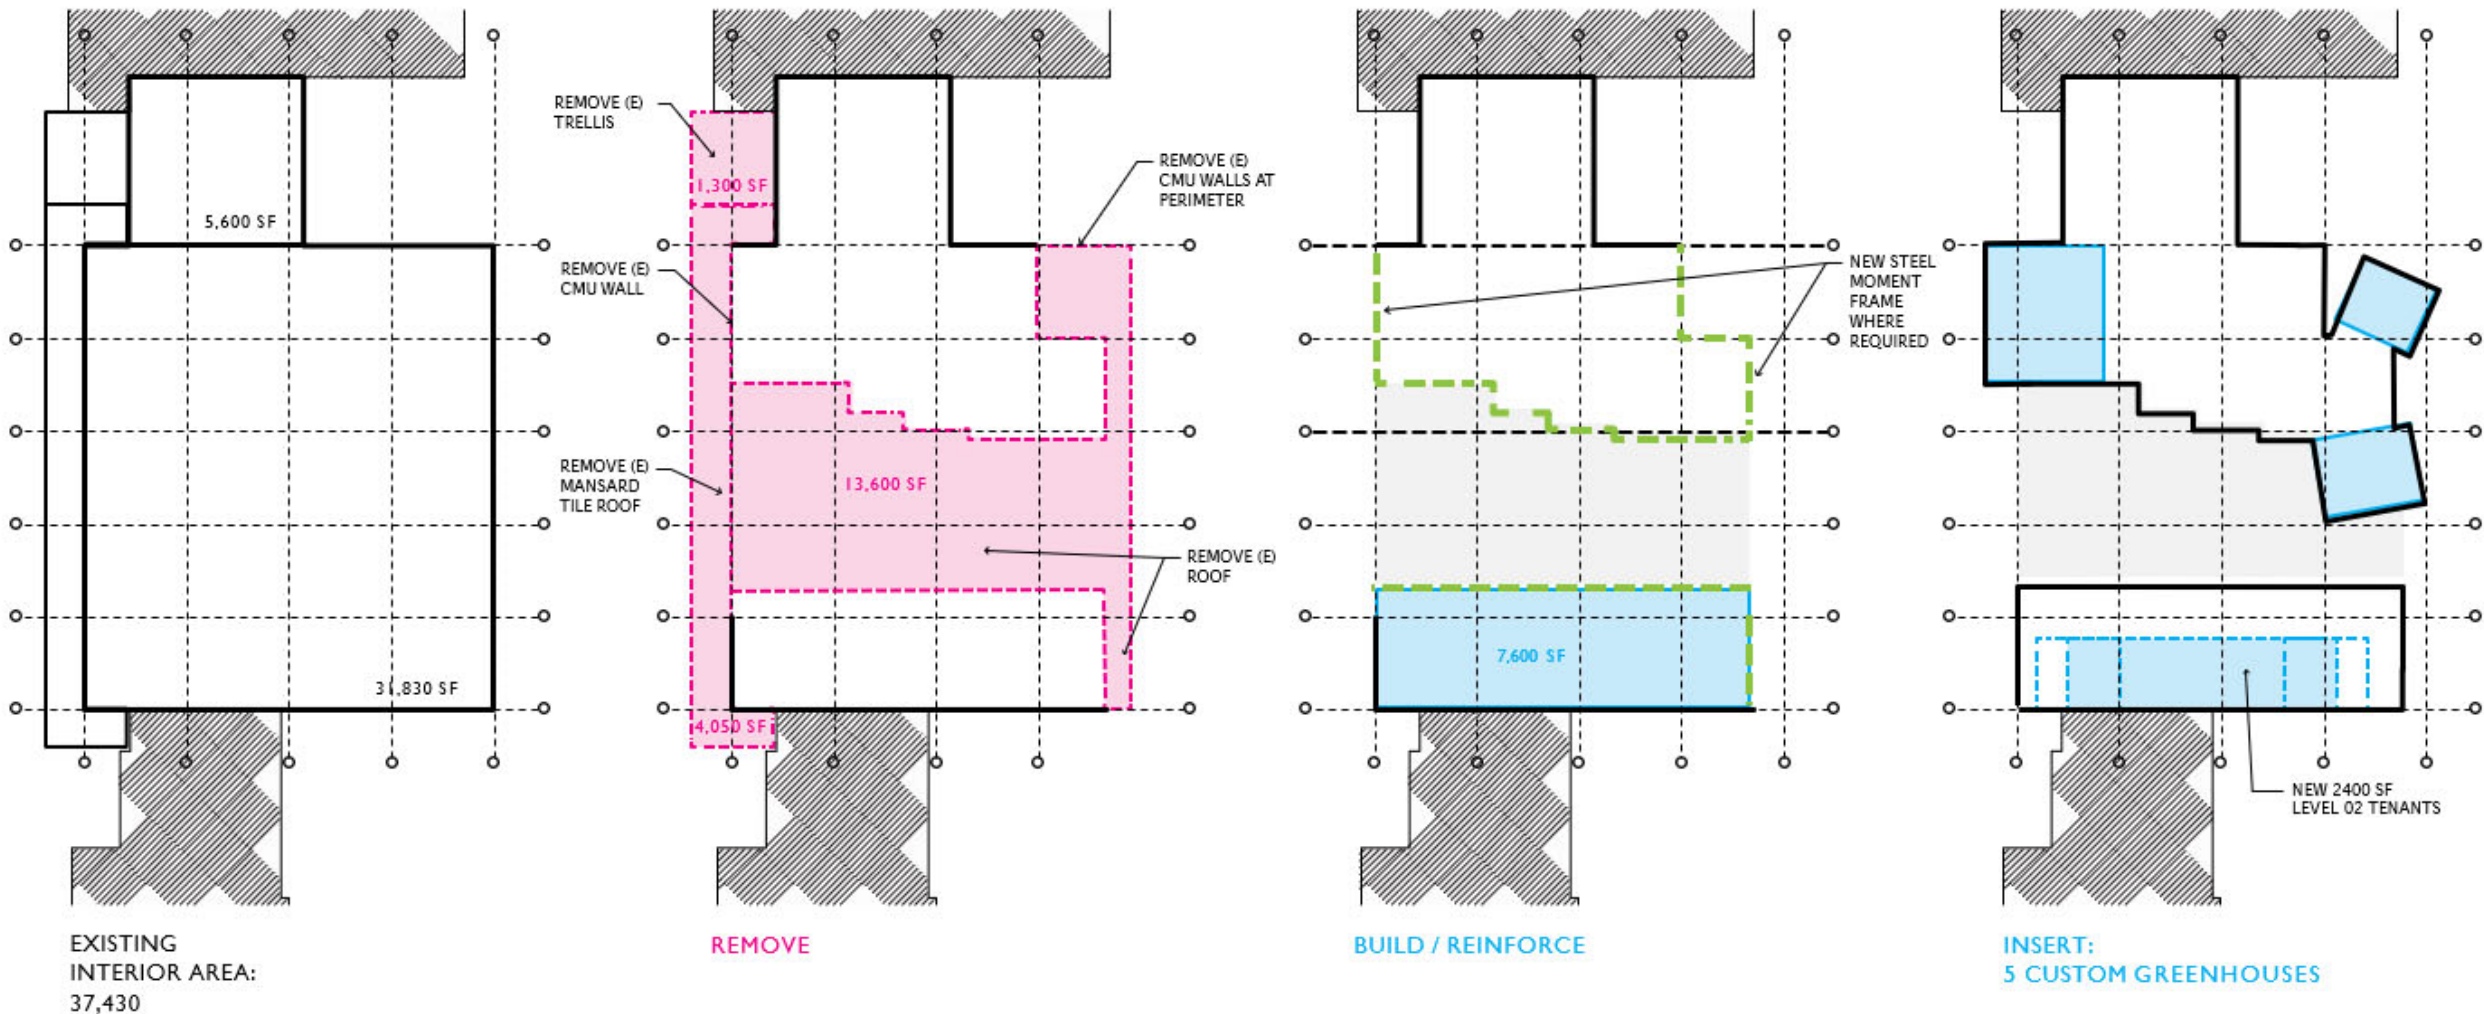 5,600 SF
31,830 SF
EXISTING
INTERIOR AREA:
37,430
REMOVE (E)
TRELLIS
1,300 SF
REMOVE (E)
CMU WALLS AT
PERIMETER
REMOVE (E)
CMU WALL
REMOVE (E)
MANSARD
TILE ROOF
13,600 SF
REMOVE (E)
ROOF
4,050 SF
REMOVE
NEW STEEL
MOMENT
FRAME
WHERE
REQUIRED
7,600 SF
BUILD / REINFORCE
NEW 2400 SF
LEVEL 02 TENANTS
INSERT:
5 CUSTOM GREENHOUSES